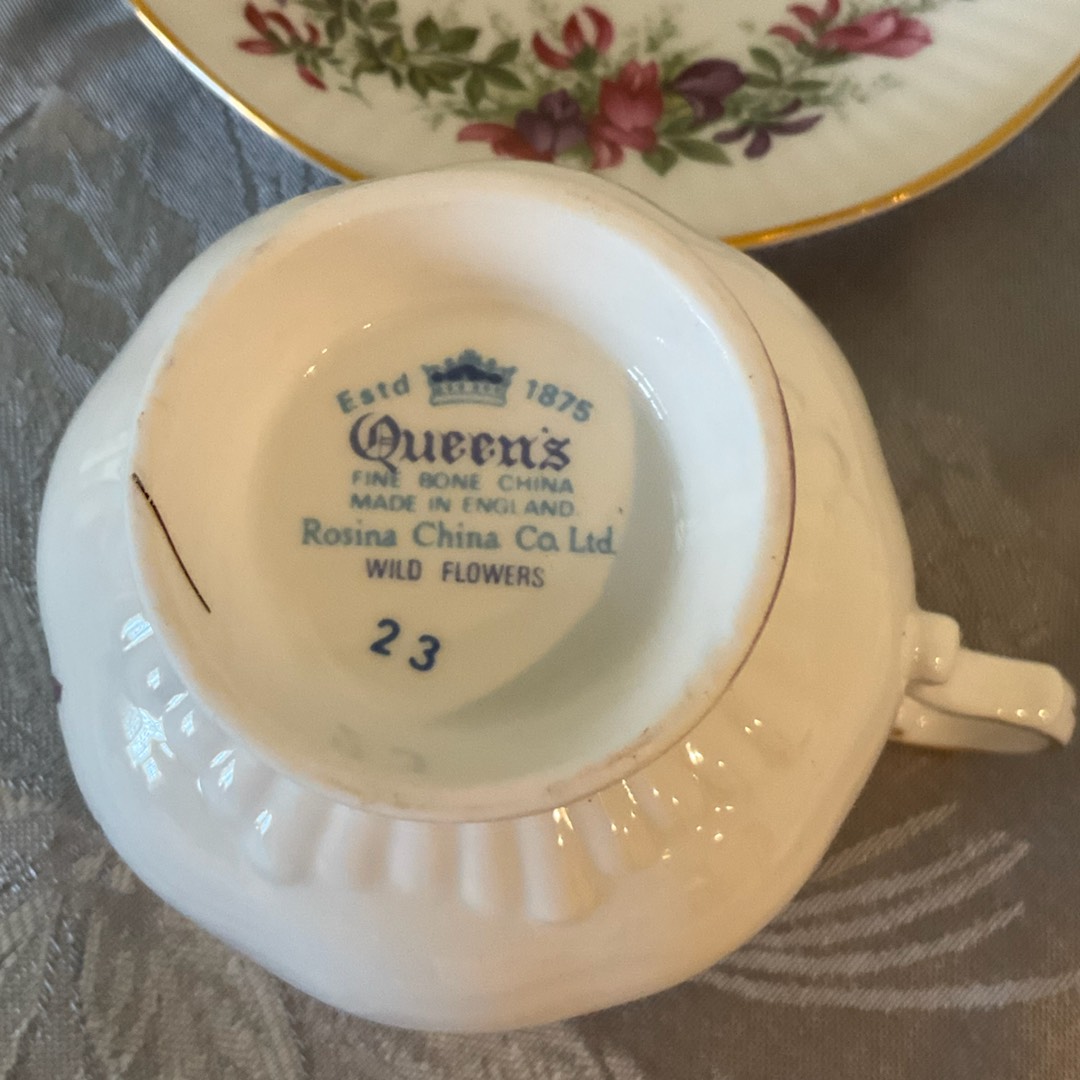 Estd 1875
Queen's
FINE BONE CHINA
MADE IN ENGLAND
Rosina China Co. Ltd.
WILD FLOWERS
23